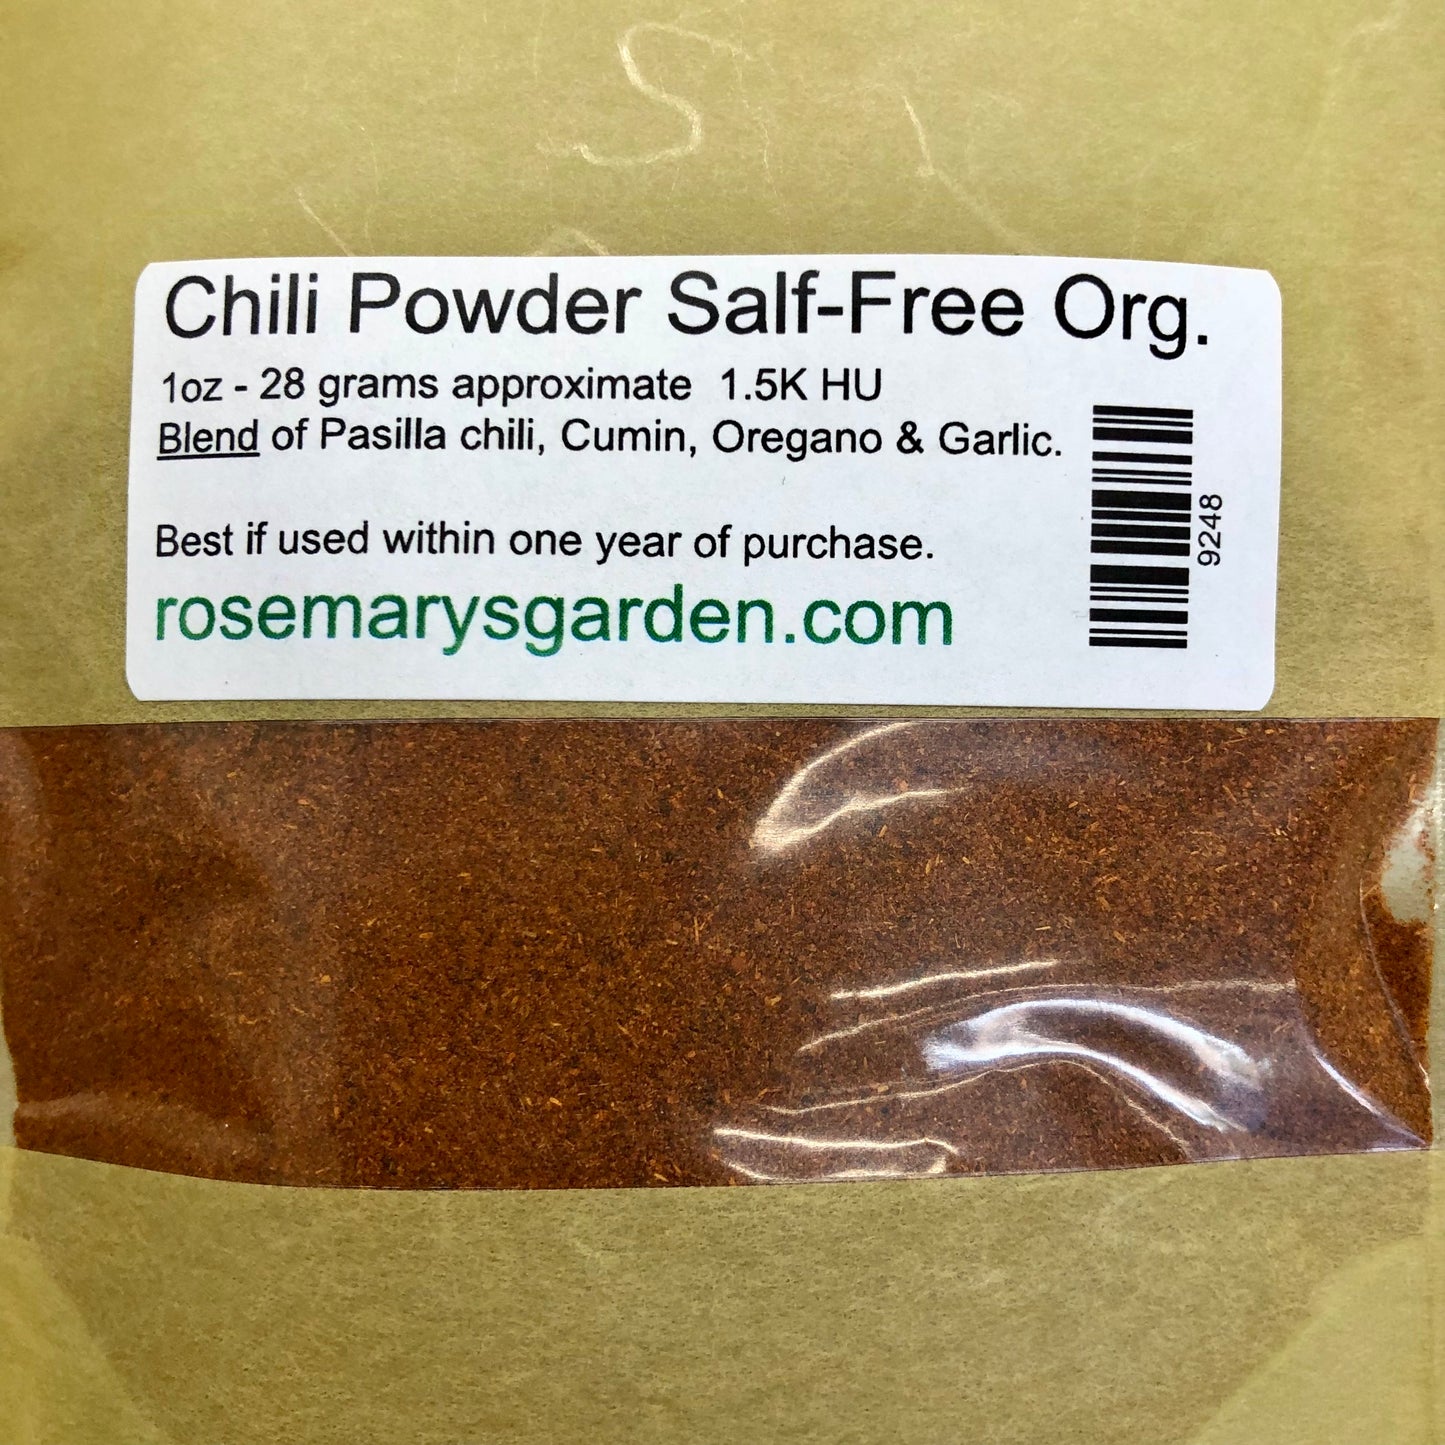 Chili Powder Salf-Free Org.
1oz - 28 grams approximate 1.5K HU
Blend of Pasilla chili, Cumin, Oregano & Garlic.
Best if used within one year of purchase.
rosemarysgarden.com
9248